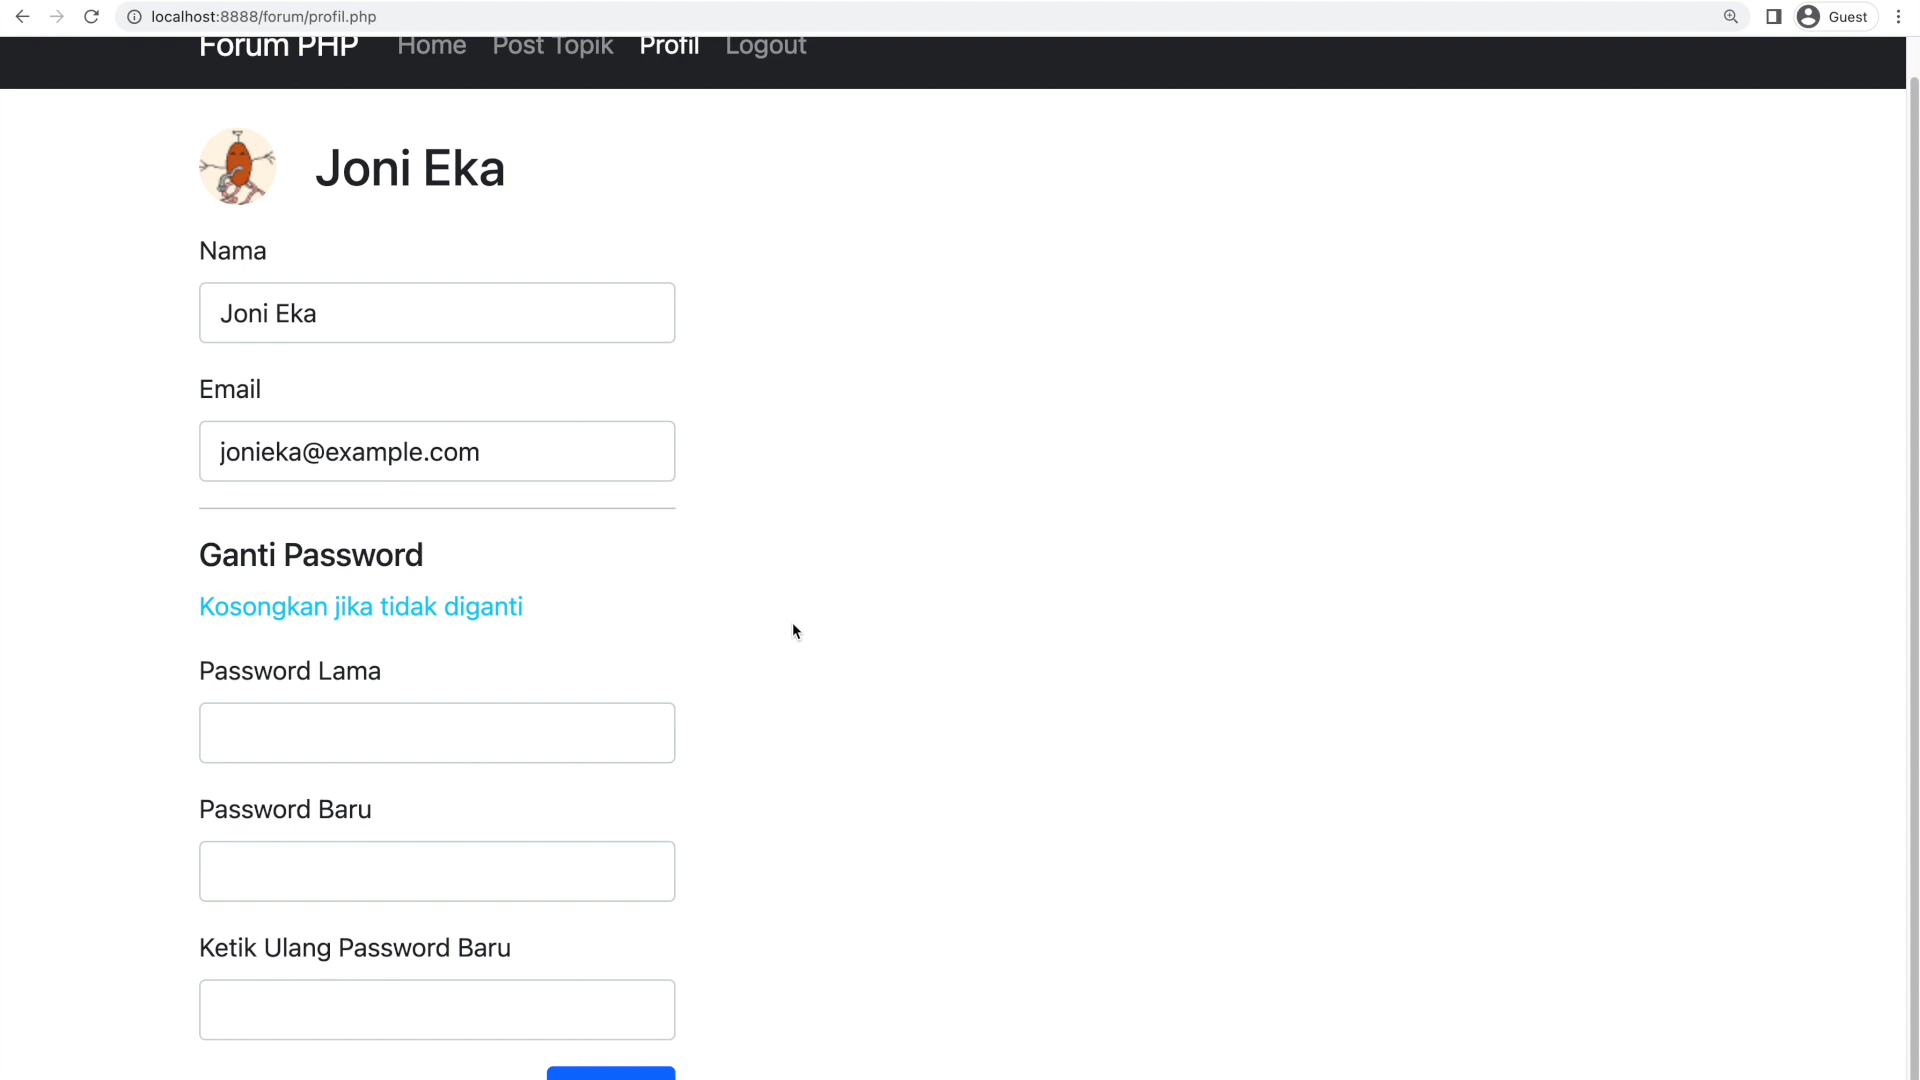 localhost:8888/forum/profil.php
Guest
Forum PHP Home Post Topik Profil Logout
Joni Eka
Nama
Joni Eka
Email
jonieka@example.com
Ganti Password
Kosongkan jika tidak diganti
Password Lama
Password Baru
Ketik Ulang Password Baru